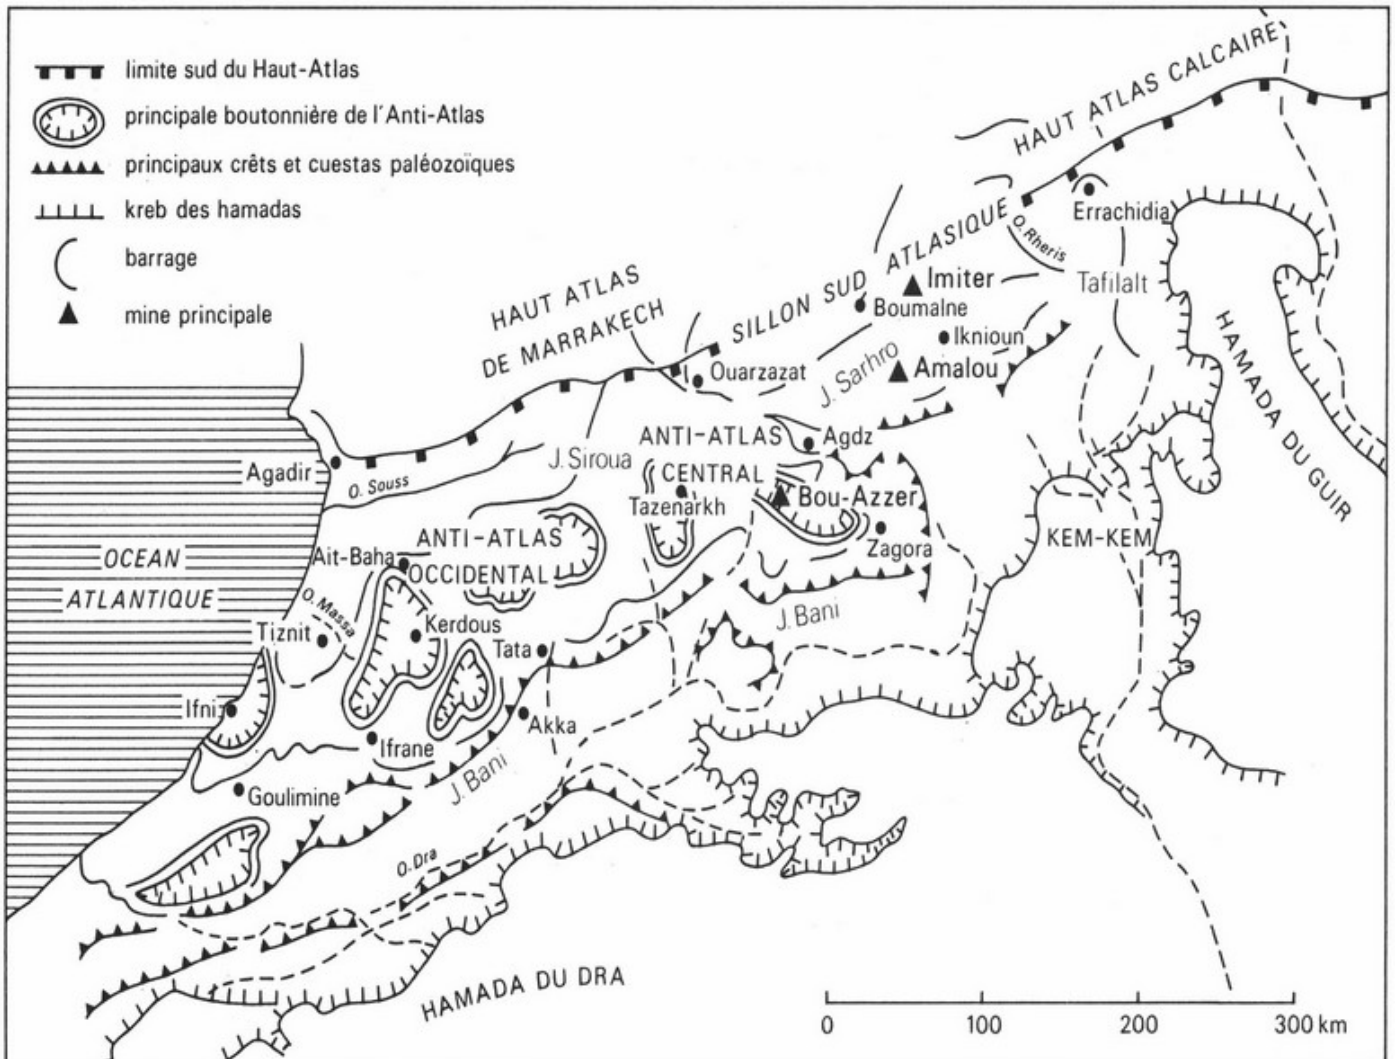 limite sud du Haut-Atlas
principale boutonnière de l'Anti-Atlas
principaux crêts et cuestas paléozoïques
kreb des hamadas
barrage
mine principale
HAUT ATLAS CALCAIRE
Errachidia
O. Rheris
Tafilalt
SILLON SUD ATLASIQUE
Imiter
Boumalne
Iknioun
HAUT ATLAS
DE MARRAKECH
HAMADA DU GUIR
J. Sarhro
Amalou
Ouarzazat
ANTI-ATLAS
CENTRAL
Agdz
J. Siroua
Agadir
O. Souss
Tazenarkh
Bou-Azzer
Zagora
KEM-KEM
OCEAN
ATLANTIQUE
Ait-Baha
ANTI-ATLAS
OCCIDENTAL
O. Massa
Tiznit
Kerdous
Tata
J. Bani
Ifni
Akka
Ifrane
J. Bani
Goulimine
O. Dra
HAMADA DU DRA
0 100 200 300 km